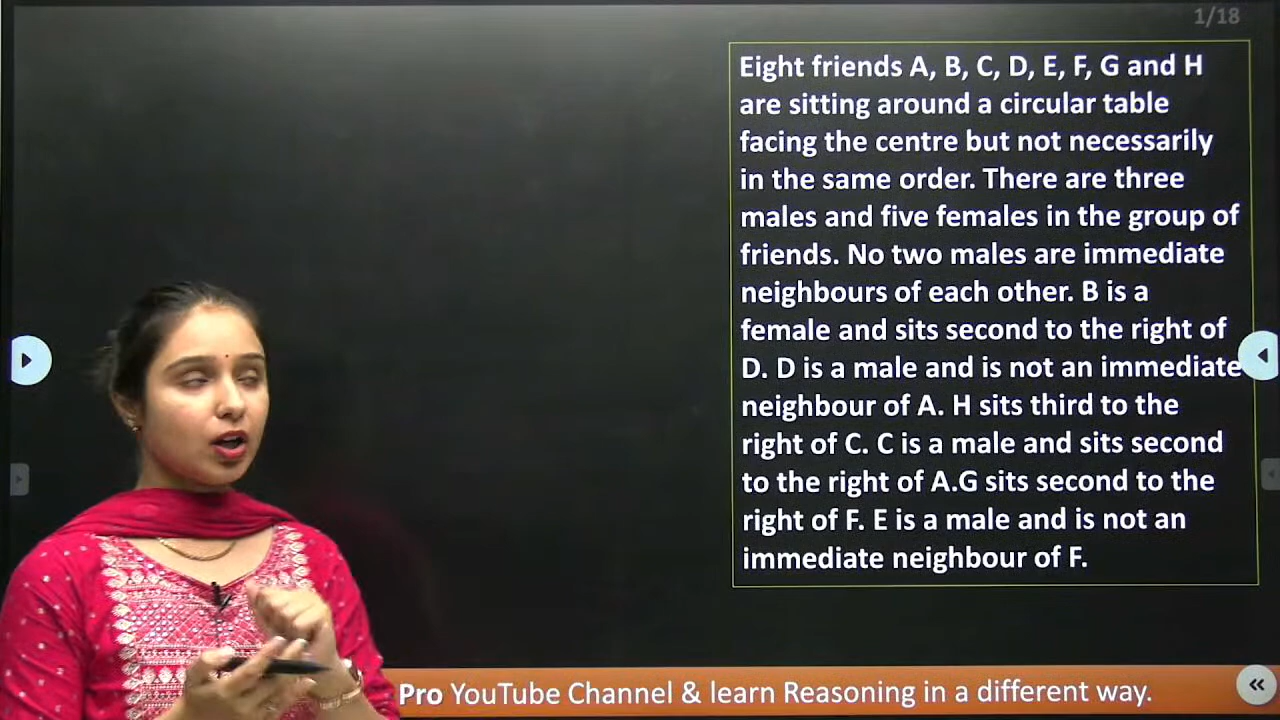 1/18
Eight friends A, B, C, D, E, F, G and H
are sitting around a circular table
facing the centre but not necessarily
in the same order. There are three
males and five females in the group of
friends. No two males are immediate
neighbours of each other. B is a
female and sits second to the right of
D. D is a male and is not an immediate
neighbour of A. H sits third to the
right of C. C is a male and sits second
to the right of A.G sits second to the
right of F. E is a male and is not an
immediate neighbour of F.
Pro YouTube Channel & learn Reasoning in a different way.